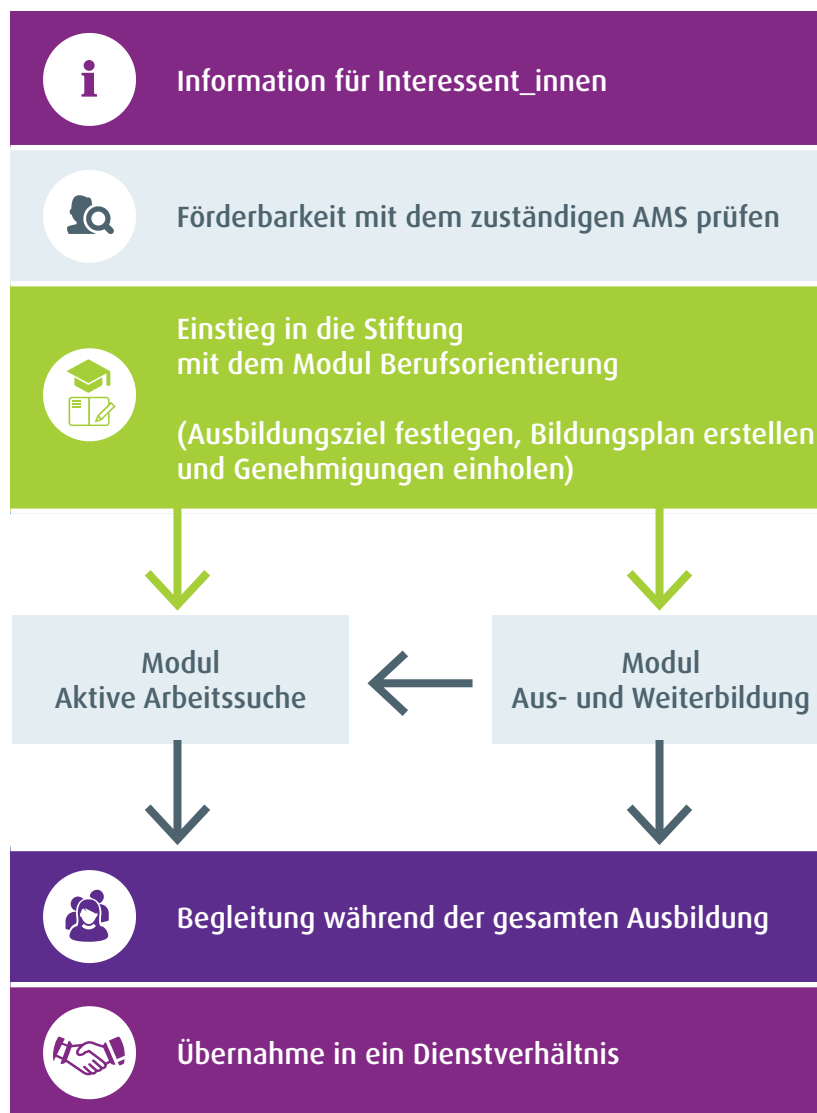 Information für Interessent_innen
Förderbarkeit mit dem zuständigen AMS prüfen
Einstieg in die Stiftung
mit dem Modul Berufsorientierung
(Ausbildungsziel festlegen, Bildungsplan erstellen
und Genehmigungen einholen)
Modul
Aktive Arbeitssuche
Modul
Aus- und Weiterbildung
Begleitung während der gesamten Ausbildung
Übernahme in ein Dienstverhältnis